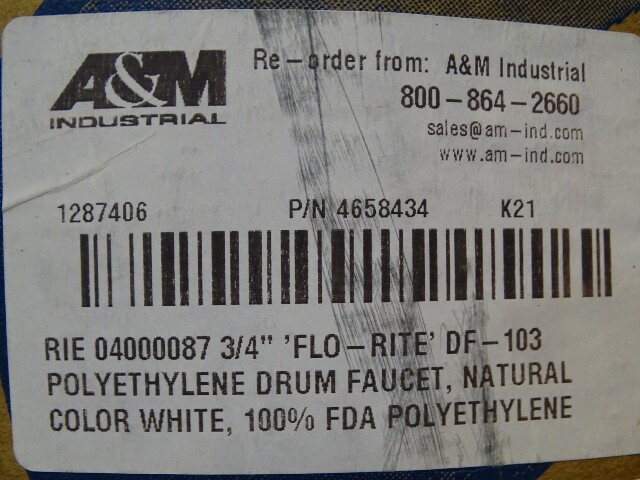 A&M
INDUSTRIAL
Re-order from: A&M Industrial
800-864-2660
sales@am-ind.com
www.am-ind.com
1287406 P/N 4658434 K21
RIE 04000087 3/4" 'FLO-RITE' DF-103
POLYETHYLENE DRUM FAUCET, NATURAL
COLOR WHITE, 100% FDA POLYETHYLENE